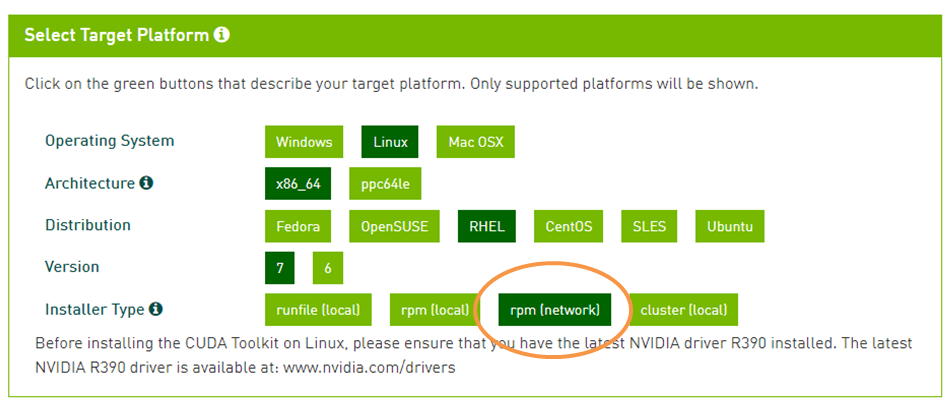 Select Target Platform
Click on the green buttons that describe your target platform. Only supported platforms will be shown.
Operating System Windows Linux Mac OSX
Architecture x86_64 ppc64le
Distribution Fedora OpenSUSE RHEL CentOS SLES Ubuntu
Version 7 6
Installer Type runfile (local) rpm (local) rpm (network) cluster (local)
Before installing the CUDA Toolkit on Linux, please ensure that you have the latest NVIDIA driver R390 installed. The latest
NVIDIA R390 driver is available at: www.nvidia.com/drivers